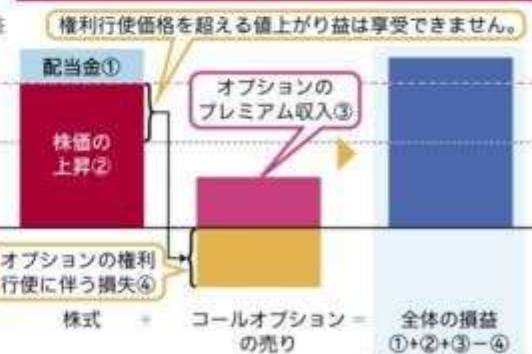 権利行使価格を超える値上がり益は享受できません。
配当金①
オプションの
プレミアム収入③
株価の
上昇②
オプションの権利
行使に伴う損失④
株式 + コールオプション = 全体の損益
の売り ①+②+③−④